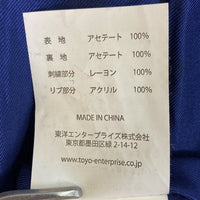 表 地 アセテート 100%
裏 地 アセテート 100%
刺繍部分 レーヨン 100%
リブ部分 アクリル 100%
MADE IN CHINA
東洋エンタープライズ株式会社
東京都墨田区緑 2-14-12
www.toyo-enterprise.co.jp